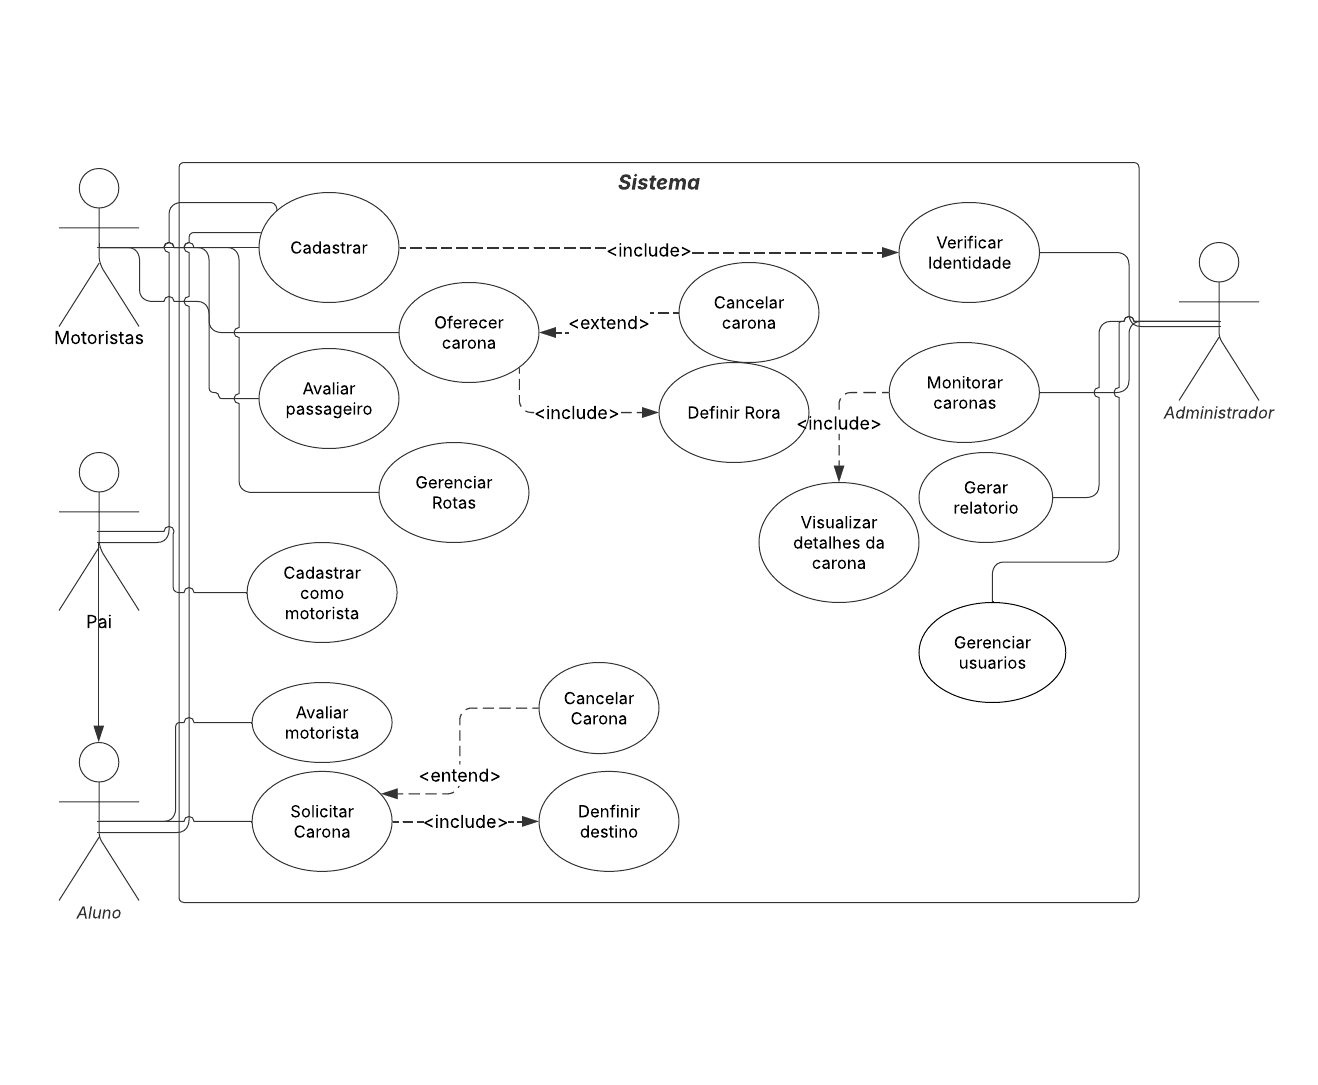 Sistema
Cadastrar
<include>
Verificar
Identidade
Motoristas
Oferecer
carona
<extend>
Cancelar
carona
Avaliar
passageiro
<include>
Definir Rora
<include>
Monitorar
caronas
Administrador
Gerenciar
Rotas
Visualizar
detalhes da
carona
Gerar
relatorio
Pai
Cadastrar
como
motorista
Gerenciar
usuarios
Avaliar
motorista
Cancelar
Carona
<entend>
Solicitar
Carona
<include>
Denfinir
destino
Aluno